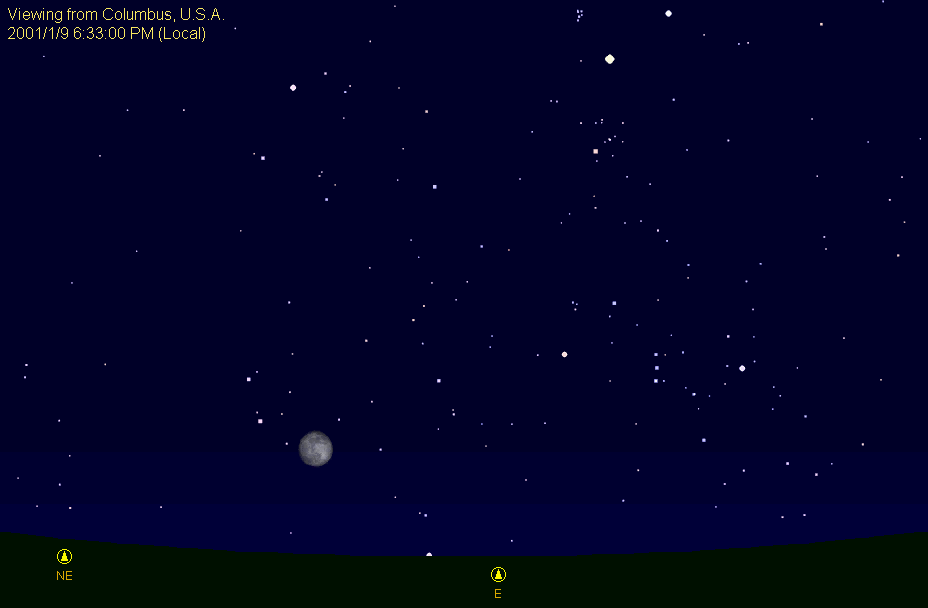 Viewing from Columbus, U.S.A.
2001/1/9 6:33:00 PM (Local)
NE
E